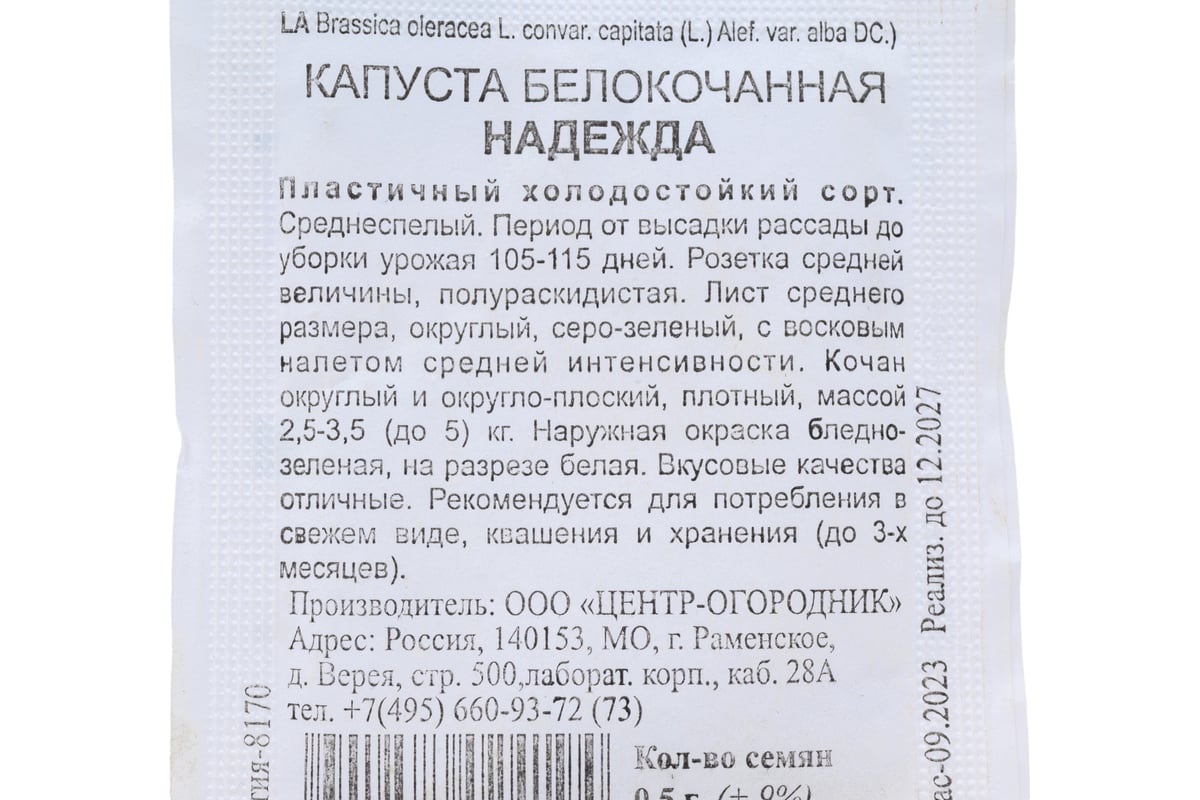 LA Brassica oleracea L. convar. capitata (L.) Alef. var. alba DC.)
КАПУСТА БЕЛОКОЧАННАЯ
НАДЕЖДА
Пластичный холодостойкий сорт.
Среднеспелый. Период от высадки рассады до
уборки урожая 105-115 дней. Розетка средней
величины, полураскидистая. Лист среднего
размера, округлый, серо-зеленый, с восковым
налетом средней интенсивности. Кочан
округлый и округло-плоский, плотный, массой
2,5-3,5 (до 5) кг. Наружная окраска бледно-
зеленая, на разрезе белая. Вкусовые качества
отличные. Рекомендуется для потребления в
свежем виде, квашения и хранения (до 3-х
месяцев).
Производитель: ООО «ЦЕНТР-ОГОРОДНИК»
Адрес: Россия, 140153, МО, г. Раменское,
д. Верея, стр. 500,лаборат. корп., каб. 28А
тел. +7(495) 660-93-72 (73)
Кол-во семян
0,5 г.
гия-8170
ас-09.2023 Реализ. до 12.2027